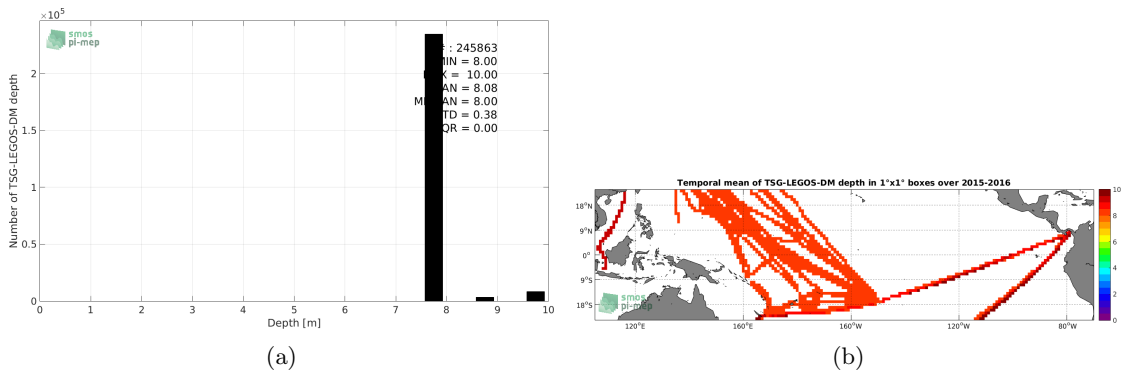 ×10⁵
smos
pi-mep
: 245863
MIN = 8.00
X = 10.00
AN = 8.08
M AN = 8.00
TD = 0.38
QR = 0.00
2
1.5
1
0.5
0
Number of TSG-LEGOS-DM depth
0 1 2 3 4 5 6 7 8 9 10
Depth [m]
(a)
Temporal mean of TSG-LEGOS-DM depth in 1°x1° boxes over 2015-2016
18°N
9°N
0°
9°S
18°S
smos
pi-mep
120°E 160°E 160°W 120°W 80°W
10
8
6
4
2
0
(b)